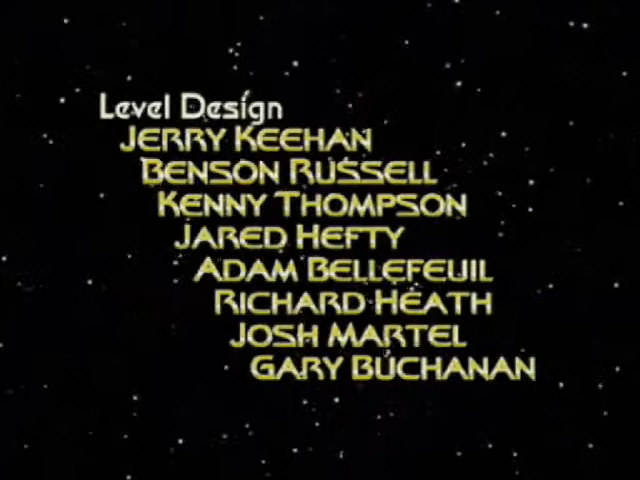 Level Design
JERRY KEEHAN
BENSON RUSSELL
KENNY THOMPSON
JARED HEFTY
ADAM BELLEFEUIL
RICHARD HEATH
JOSH MARTEL
GARY BUCHANAN